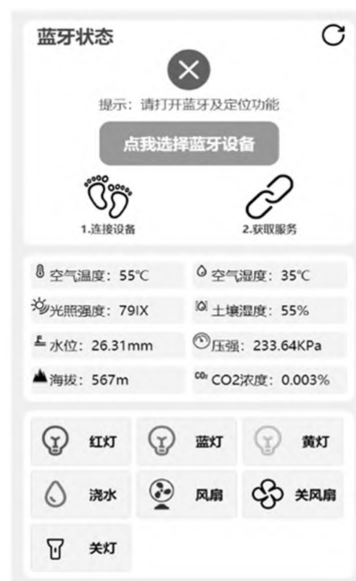 蓝牙状态
提示：请打开蓝牙及定位功能
点我选择蓝牙设备
1.连接设备 2.获取服务
空气温度：55℃ 空气湿度：35℃
光照强度：79lX 土壤湿度：55%
水位：26.31mm 压强：233.64KPa
海拔：567m CO2 CO2浓度：0.003%
红灯 蓝灯 黄灯
浇水 风扇 关风扇
关灯